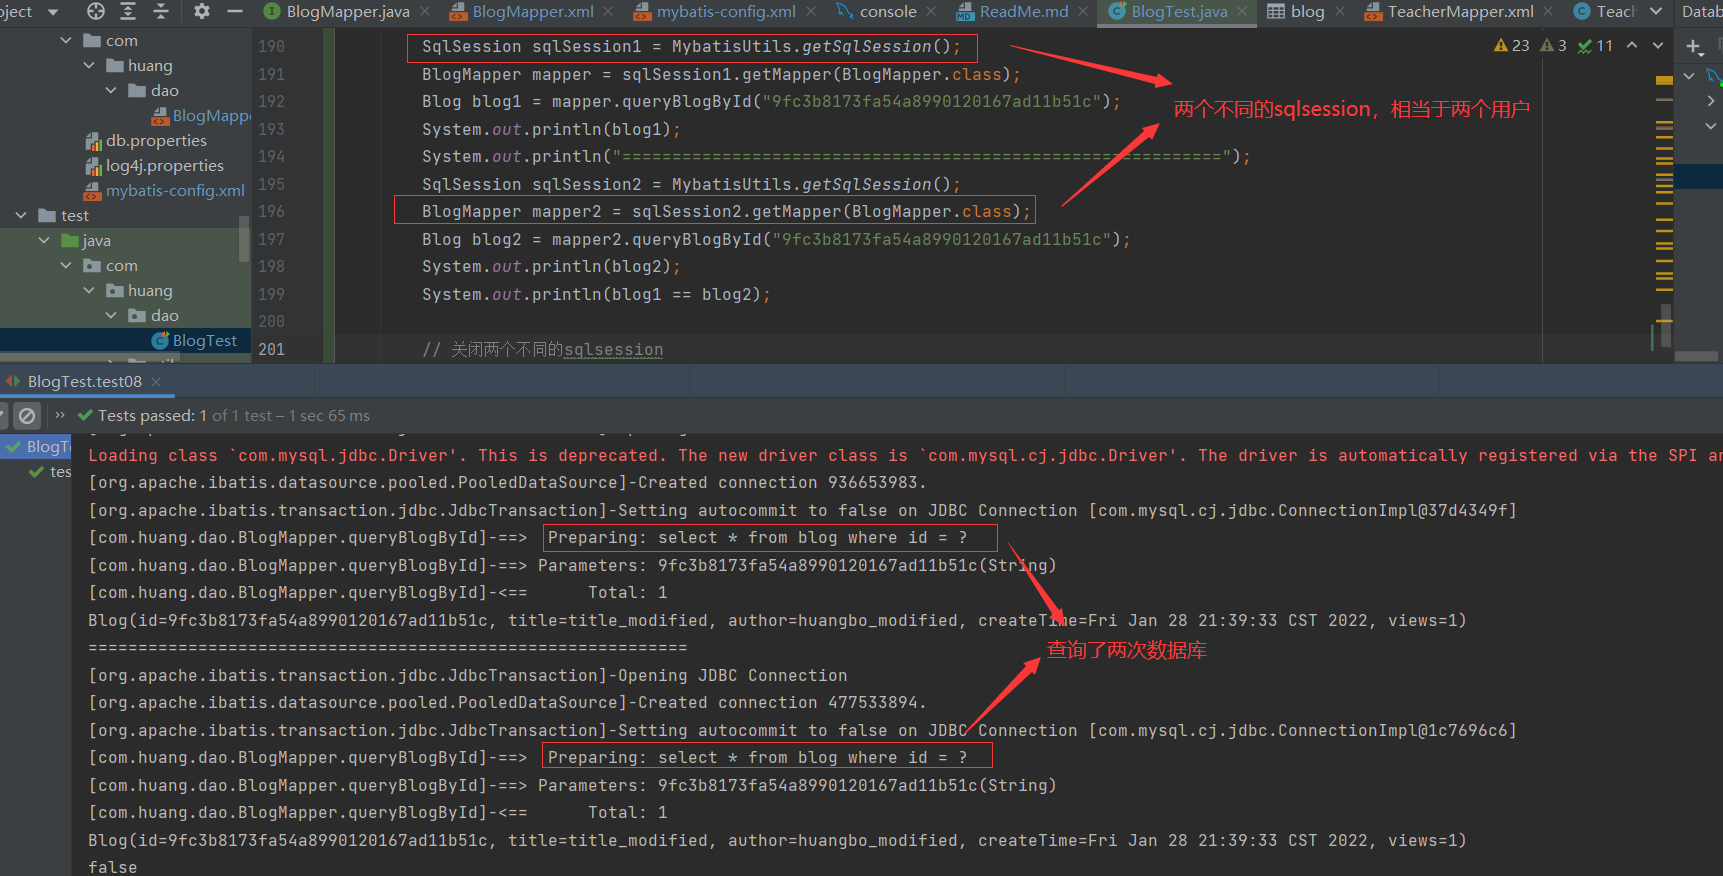 oject
BlogMapper.java
BlogMapper.xml
mybatis-config.xml
console
ReadMe.md
BlogTest.java
blog
TeacherMapper.xml
Teach
Datab
com
huang
dao
BlogMappe
db.properties
log4j.properties
mybatis-config.xml
test
java
com
huang
dao
BlogTest
23 3 11
190 SqlSession sqlSession1 = MybatisUtils.getSqlSession();
191 BlogMapper mapper = sqlSession1.getMapper(BlogMapper.class);
192 Blog blog1 = mapper.queryBlogById("9fc3b8173fa54a8990120167ad11b51c");
193 System.out.println(blog1);
194 System.out.println("============================================================");
195 SqlSession sqlSession2 = MybatisUtils.getSqlSession();
196 BlogMapper mapper2 = sqlSession2.getMapper(BlogMapper.class);
197 Blog blog2 = mapper2.queryBlogById("9fc3b8173fa54a8990120167ad11b51c");
198 System.out.println(blog2);
199 System.out.println(blog1 == blog2);
200
201 // 关闭两个不同的sqlsession
两个不同的sqlsession，相当于两个用户
BlogTest.test08
Tests passed: 1 of 1 test – 1 sec 65 ms
BlogTe
tes
Loading class `com.mysql.jdbc.Driver'. This is deprecated. The new driver class is `com.mysql.cj.jdbc.Driver'. The driver is automatically registered via the SPI an
[org.apache.ibatis.datasource.pooled.PooledDataSource]-Created connection 936653983.
[org.apache.ibatis.transaction.jdbc.JdbcTransaction]-Setting autocommit to false on JDBC Connection [com.mysql.cj.jdbc.ConnectionImpl@37d4349f]
[com.huang.dao.BlogMapper.queryBlogById]-==> Preparing: select * from blog where id = ?
[com.huang.dao.BlogMapper.queryBlogById]-==> Parameters: 9fc3b8173fa54a8990120167ad11b51c(String)
[com.huang.dao.BlogMapper.queryBlogById]-<== Total: 1
Blog(id=9fc3b8173fa54a8990120167ad11b51c, title=title_modified, author=huangbo_modified, createTime=Fri Jan 28 21:39:33 CST 2022, views=1)
============================================================
查询了两次数据库
[org.apache.ibatis.transaction.jdbc.JdbcTransaction]-Opening JDBC Connection
[org.apache.ibatis.datasource.pooled.PooledDataSource]-Created connection 477533894.
[org.apache.ibatis.transaction.jdbc.JdbcTransaction]-Setting autocommit to false on JDBC Connection [com.mysql.cj.jdbc.ConnectionImpl@1c7696c6]
[com.huang.dao.BlogMapper.queryBlogById]-==> Preparing: select * from blog where id = ?
[com.huang.dao.BlogMapper.queryBlogById]-==> Parameters: 9fc3b8173fa54a8990120167ad11b51c(String)
[com.huang.dao.BlogMapper.queryBlogById]-<== Total: 1
Blog(id=9fc3b8173fa54a8990120167ad11b51c, title=title_modified, author=huangbo_modified, createTime=Fri Jan 28 21:39:33 CST 2022, views=1)
false